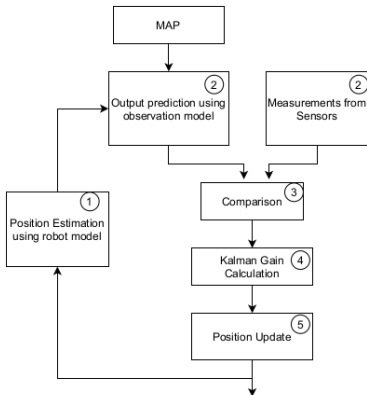 MAP
2
Output prediction using
observation model
2
Measurements from
Sensors
1
Position Estimation
using robot model
3
Comparison
4
Kalman Gain
Calculation
5
Position Update